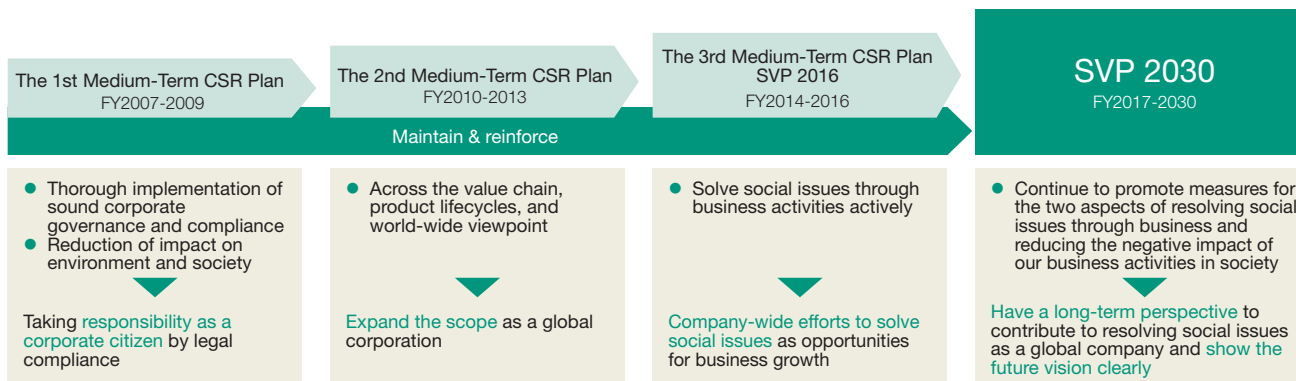 The 1st Medium-Term CSR Plan
FY2007-2009
The 2nd Medium-Term CSR Plan
FY2010-2013
The 3rd Medium-Term CSR Plan
SVP 2016
FY2014-2016
SVP 2030
FY2017-2030
Maintain & reinforce
● Thorough implementation of
sound corporate
governance and compliance
● Reduction of impact on
environment and society
Taking responsibility as a
corporate citizen by legal
compliance
● Across the value chain,
product lifecycles, and
world-wide viewpoint
Expand the scope as a global
corporation
● Solve social issues through
business activities actively
Company-wide efforts to solve
social issues as opportunities
for business growth
● Continue to promote measures for
the two aspects of resolving social
issues through business and
reducing the negative impact of
our business activities in society
Have a long-term perspective to
contribute to resolving social issues
as a global company and show the
future vision clearly